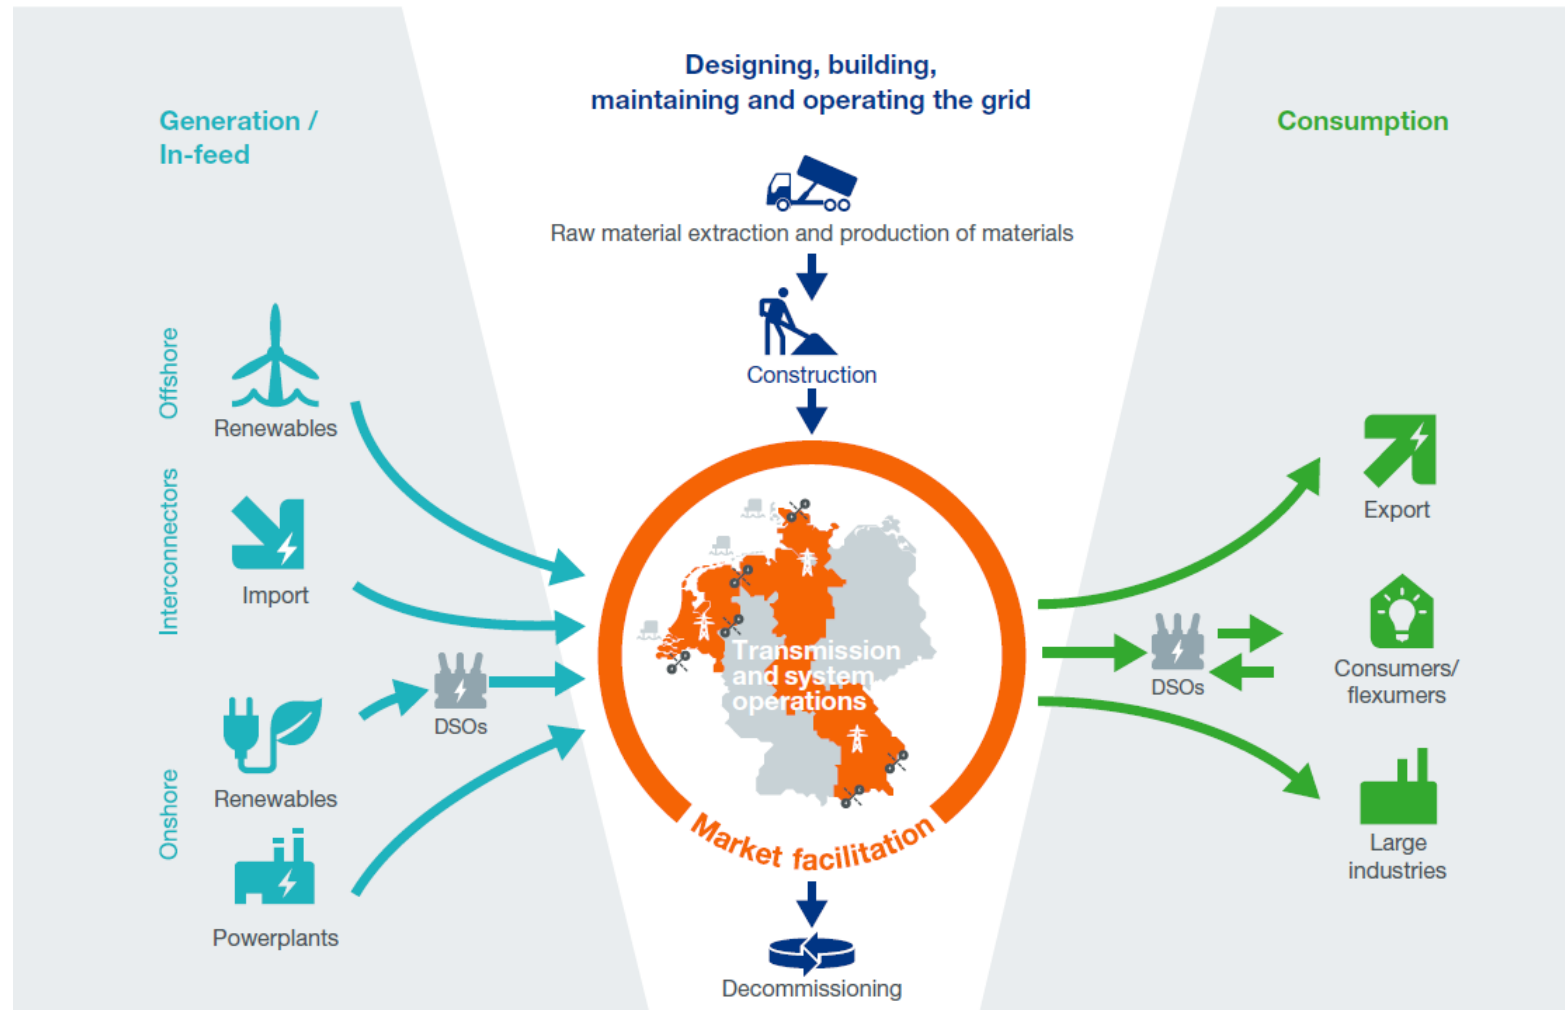 Designing, building,
maintaining and operating the grid
Generation /
In-feed
Consumption
Raw material extraction and production of materials
Construction
Offshore
Renewables
Interconnectors
Import
DSOs
Onshore
Renewables
Powerplants
Transmission
and system
operations
Market facilitation
Decommissioning
Export
DSOs
Consumers/
flexumers
Large
industries